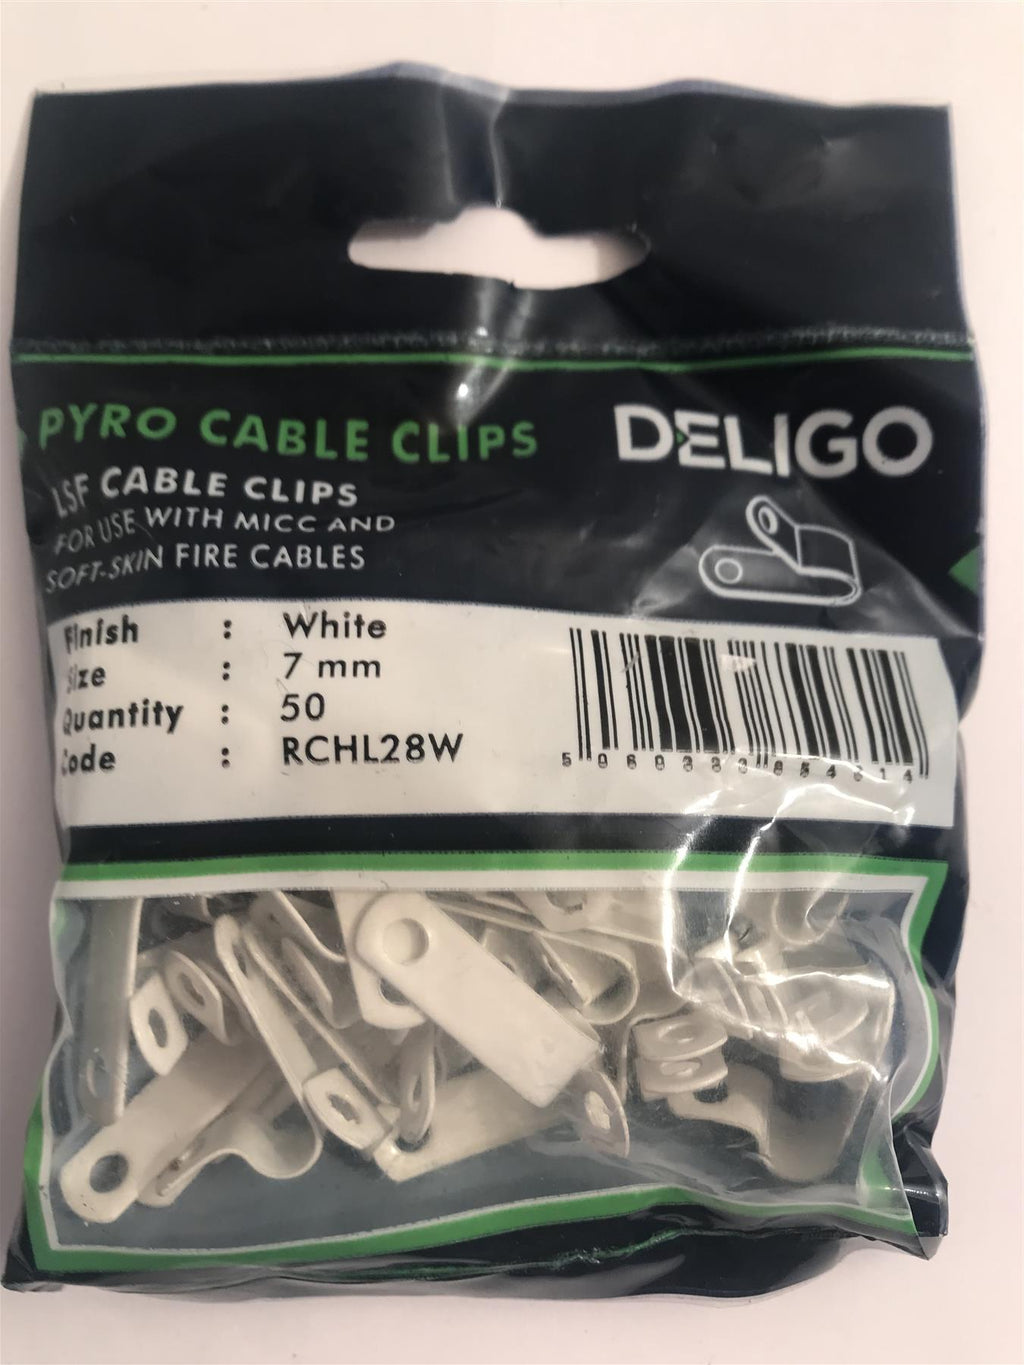 PYRO CABLE CLIPS
DELIGO
LSF CABLE CLIPS
FOR USE WITH MICC AND
SOFT-SKIN FIRE CABLES
Finish : White
Size : 7 mm
Quantity : 50
Code : RCHL28W